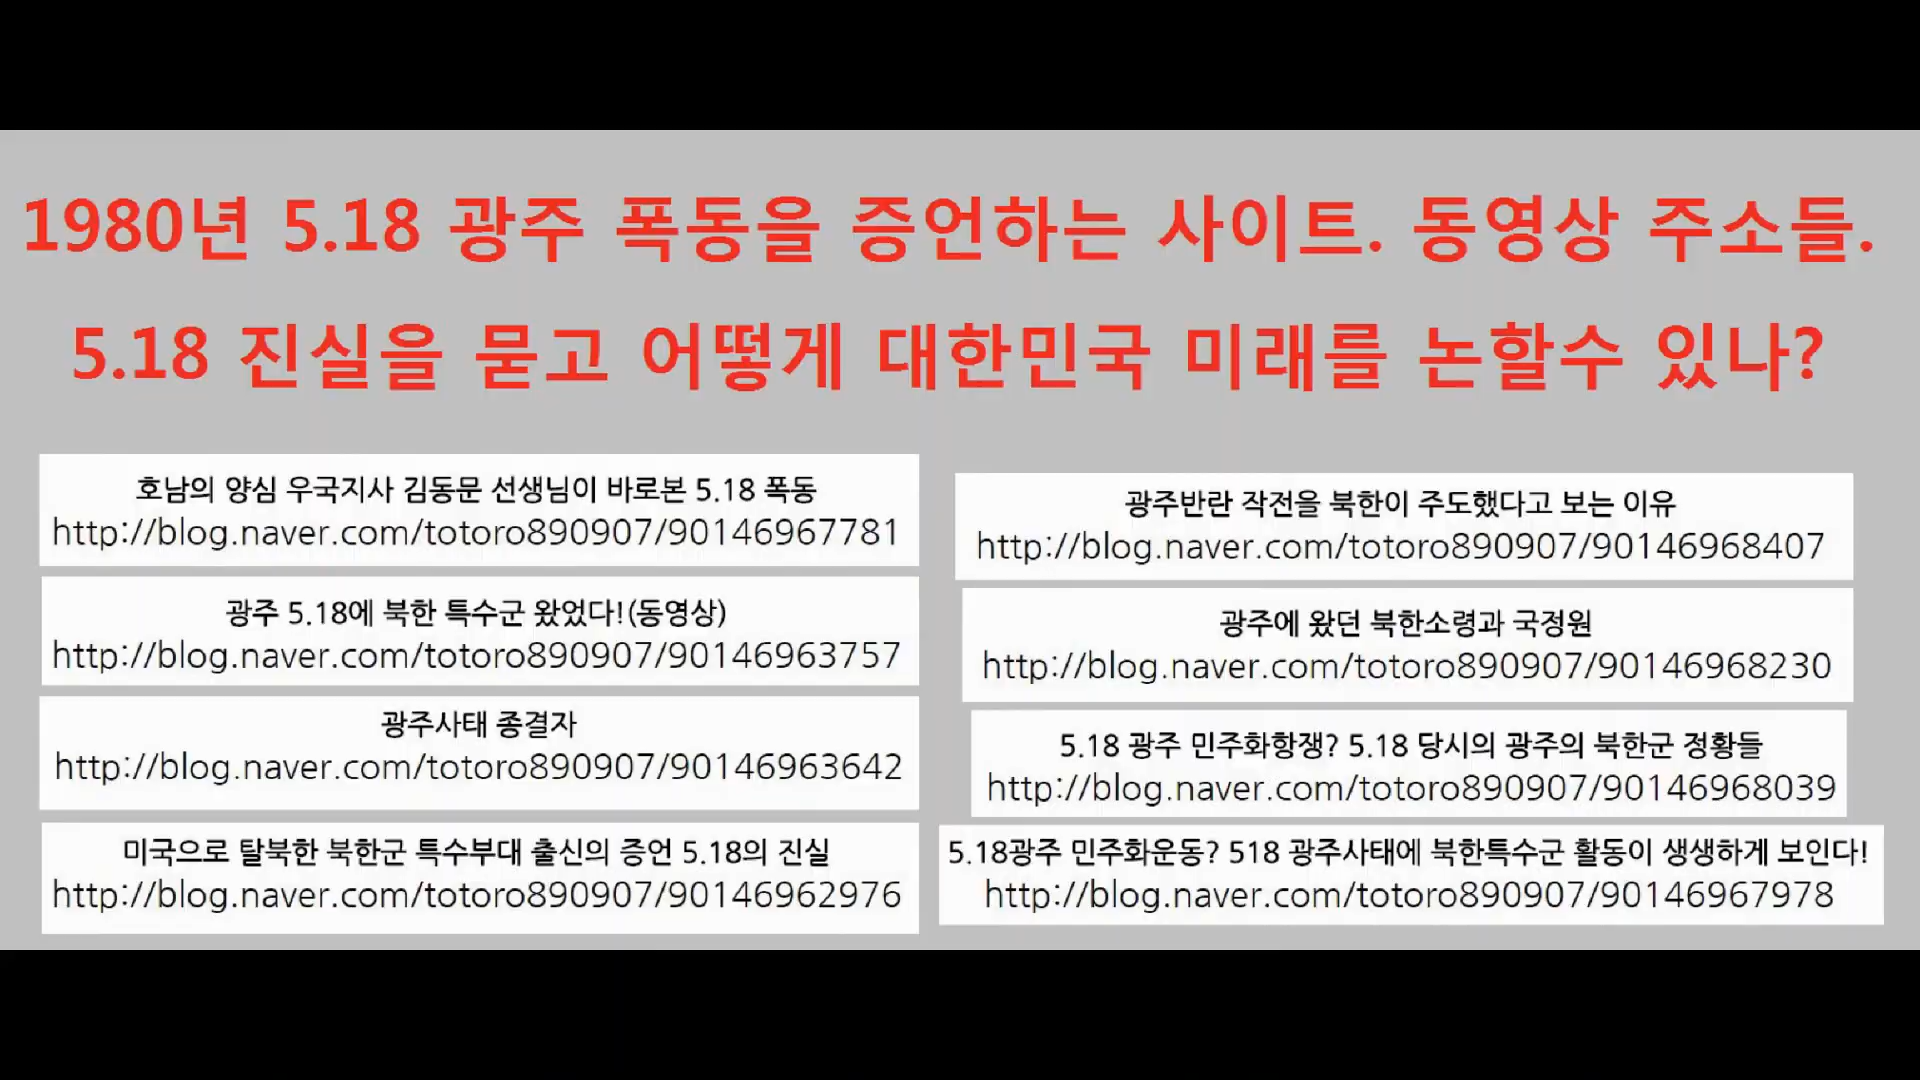 1980년 5.18 광주 폭동을 증언하는 사이트. 동영상 주소들.
5.18 진실을 묻고 어떻게 대한민국 미래를 논할수 있나?
호남의 양심 우국지사 김동문 선생님이 바로본 5.18 폭동
http://blog.naver.com/totoro890907/90146967781
광주 5.18에 북한 특수군 왔었다!(동영상)
http://blog.naver.com/totoro890907/90146963757
광주사태 종결자
http://blog.naver.com/totoro890907/90146963642
미국으로 탈북한 북한군 특수부대 출신의 증언 5.18의 진실
http://blog.naver.com/totoro890907/90146962976
광주반란 작전을 북한이 주도했다고 보는 이유
http://blog.naver.com/totoro890907/90146968407
광주에 왔던 북한소령과 국정원
http://blog.naver.com/totoro890907/90146968230
5.18 광주 민주화항쟁? 5.18 당시의 광주의 북한군 정황들
http://blog.naver.com/totoro890907/90146968039
5.18광주 민주화운동? 518 광주사태에 북한특수군 활동이 생생하게 보인다!
http://blog.naver.com/totoro890907/90146967978